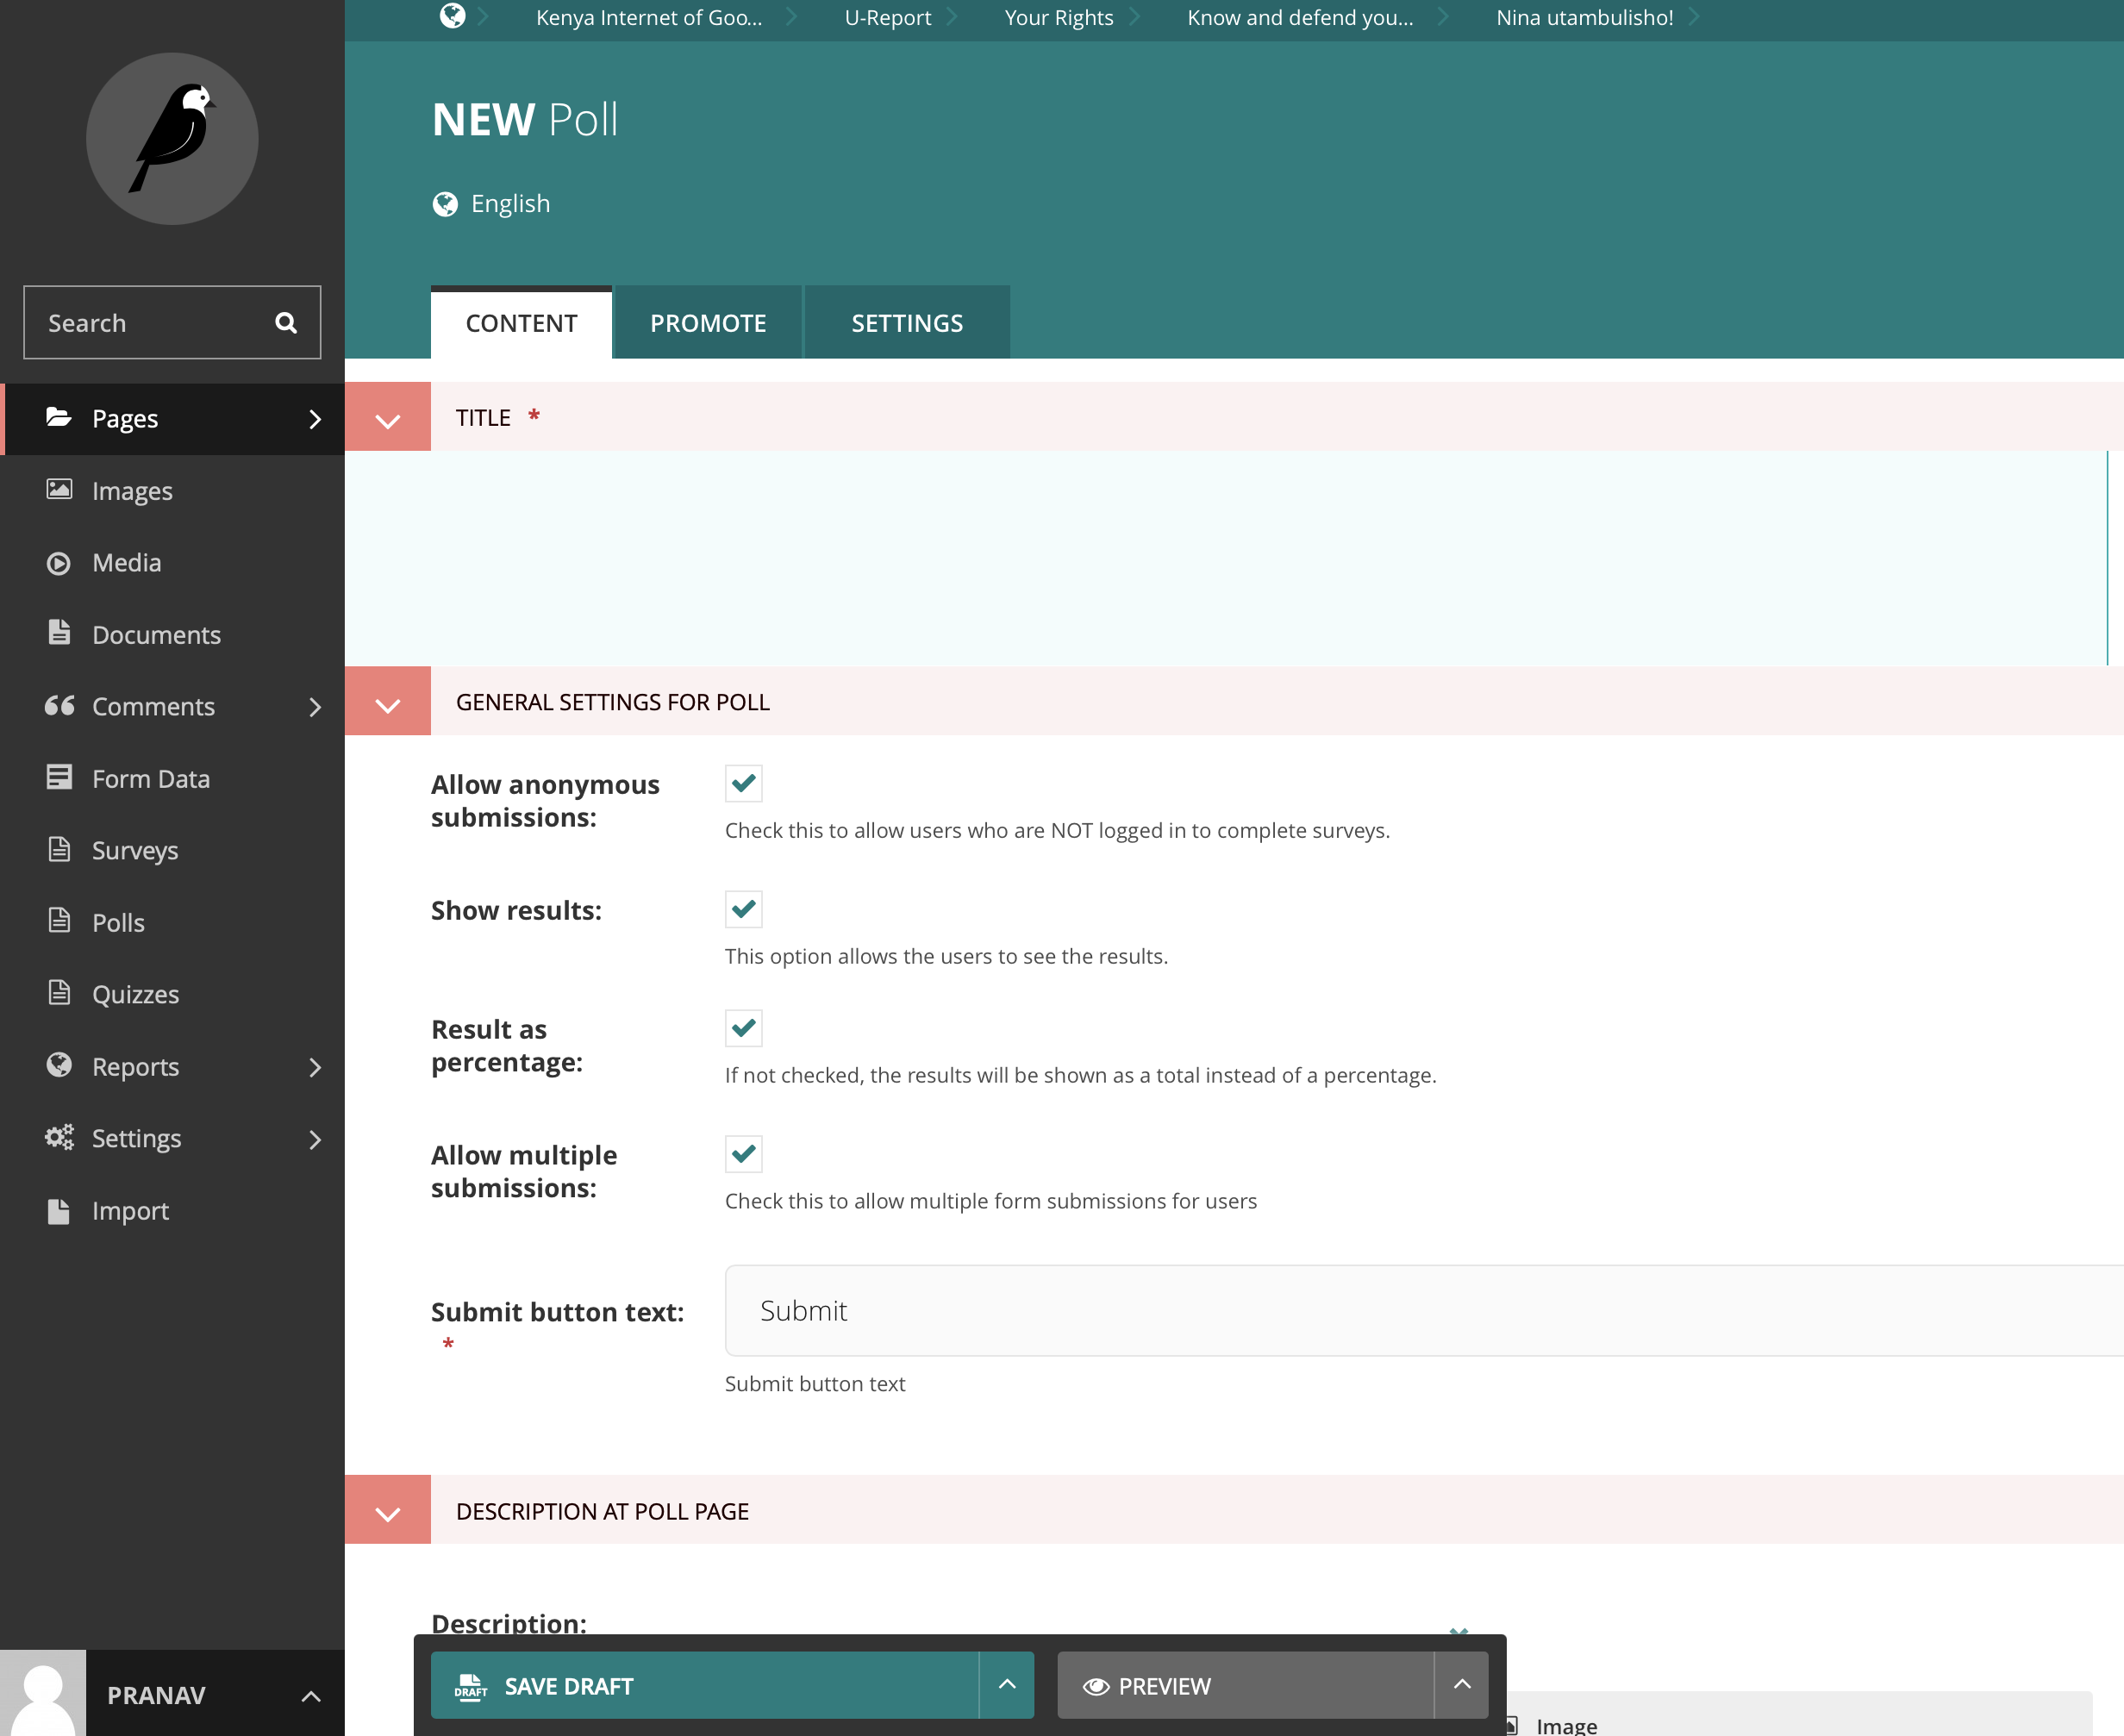 Kenya Internet of Goo... U-Report Your Rights Know and defend you... Nina utambulisho!
NEW Poll
English
CONTENT PROMOTE SETTINGS
Search
Pages
Images
Media
Documents
Comments
Form Data
Surveys
Polls
Quizzes
Reports
Settings
Import
PRANAV
TITLE *
GENERAL SETTINGS FOR POLL
Allow anonymous
submissions:
Check this to allow users who are NOT logged in to complete surveys.
Show results:
This option allows the users to see the results.
Result as
percentage:
If not checked, the results will be shown as a total instead of a percentage.
Allow multiple
submissions:
Check this to allow multiple form submissions for users
Submit button text:
*
Submit
Submit button text
DESCRIPTION AT POLL PAGE
Description:
DRAFT SAVE DRAFT PREVIEW
Image